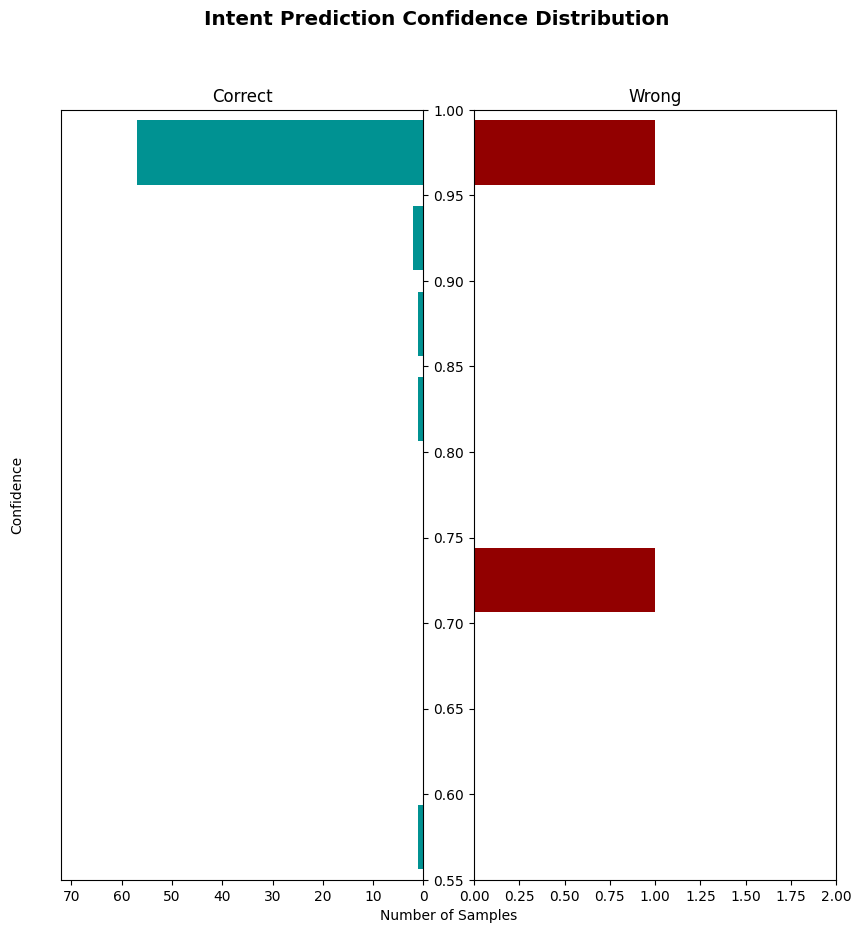 Intent Prediction Confidence Distribution
Correct
Wrong
1.00
0.95
0.90
0.85
0.80
0.75
0.70
0.65
0.60
0.55
Confidence
70 60 50 40 30 20 10 0
0.00 0.25 0.50 0.75 1.00 1.25 1.50 1.75 2.00
Number of Samples